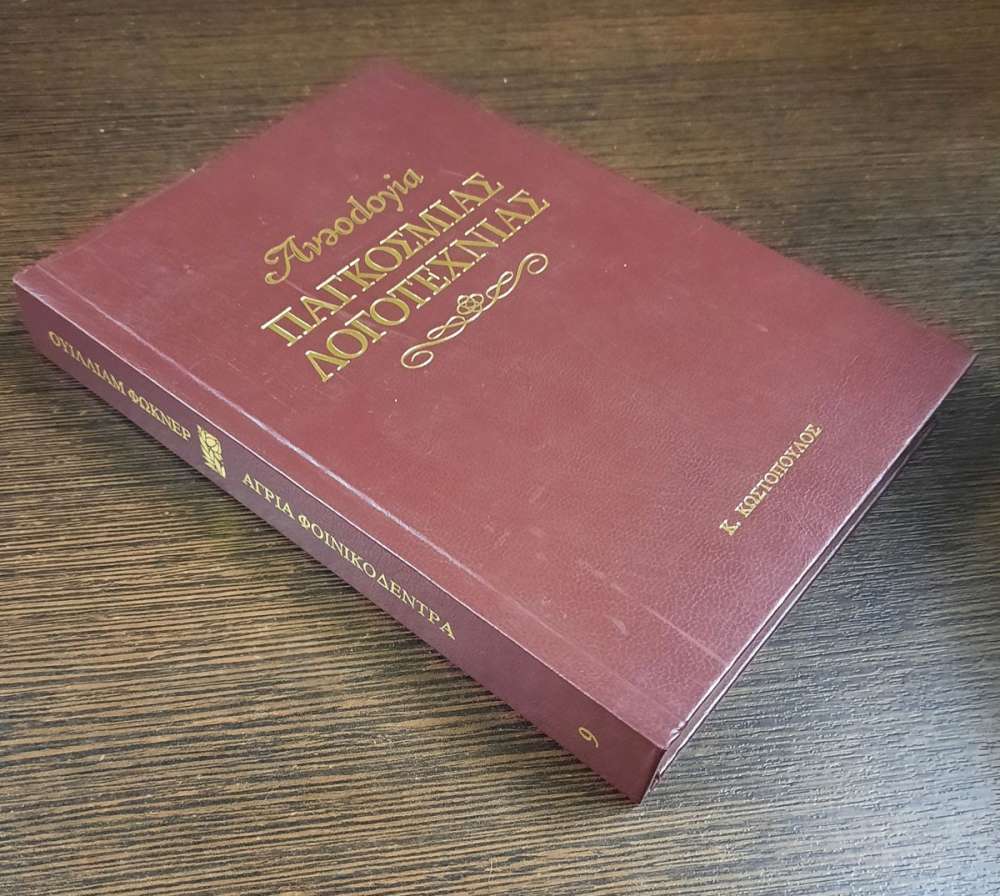 Ανθολογία
ΠΑΓΚΟΣΜΙΑΣ
ΛΟΓΟΤΕΧΝΙΑΣ
Κ. ΚΩΣΤΟΠΟΥΛΟΣ
ΟΥΙΛΛΙΑΜ ΦΩΚΝΕΡ
ΑΓΡΙΑ ΦΟΙΝΙΚΟΔΕΝΤΡΑ
9